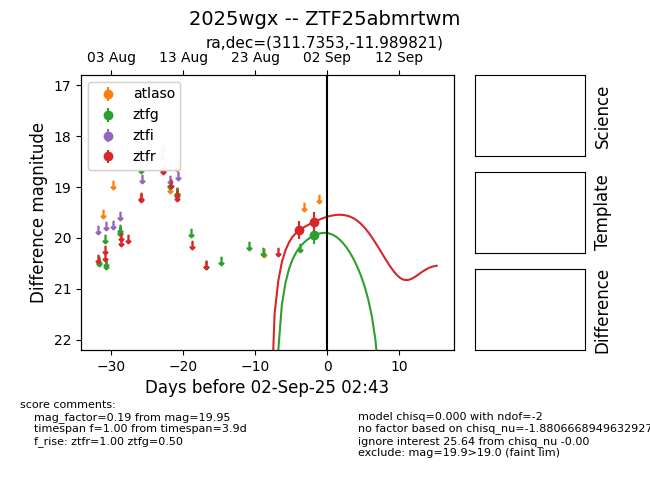 2025wgx -- ZTF25abmrtwm
ra,dec=(311.7353,-11.989821)
03 Aug 13 Aug 23 Aug 02 Sep 12 Sep
atlaso
ztfg
ztfi
ztfr
17
18
19
20
21
22
Difference magnitude
−30 −20 −10 0 10
Days before 02-Sep-25 02:43
Science
Template
Difference
score comments:
mag_factor=0.19 from mag=19.95
timespan f=1.00 from timespan=3.9d
f_rise: ztfr=1.00 ztfg=0.50
model chisq=0.000 with ndof=-2
no factor based on chisq_nu=-1.8806668949632927
ignore interest 25.64 from chisq_nu -0.00
exclude: mag=19.9>19.0 (faint lim)